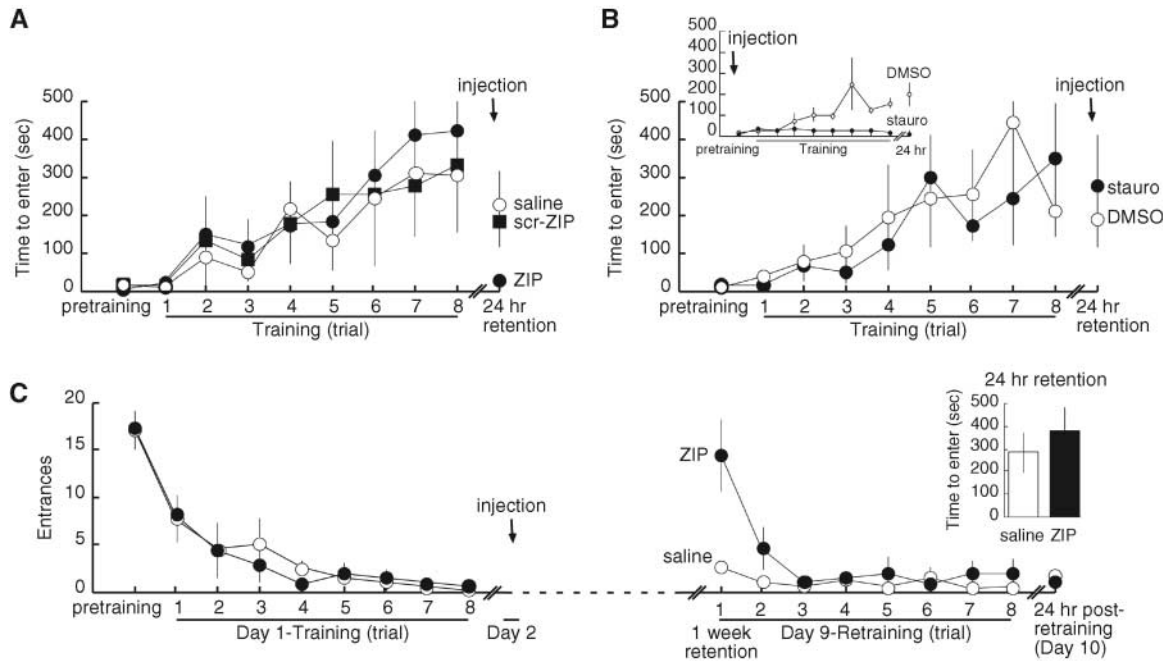 A
injection
500
400
300
200
100
0
Time to enter (sec)
saline
scr-ZIP
ZIP
pretraining
1 2 3 4 5 6 7 8
24 hr
retention
Training (trial)
B
injection
500
400
300
200
100
0
DMSO
stauro
pretraining
Training
24 hr
injection
500
400
300
200
100
0
Time to enter (sec)
stauro
DMSO
pretraining
1 2 3 4 5 6 7 8
24 hr
retention
Training (trial)
C
20
15
10
5
0
Entrances
injection
pretraining
1 2 3 4 5 6 7 8
Day 1-Training (trial)
Day 2
ZIP
saline
1 2 3 4 5 6 7 8
1 week
retention
Day 9-Retraining (trial)
24 hr post-
retraining
(Day 10)
24 hr retention
500
400
300
300
100
0
Time to enter (sec)
saline ZIP